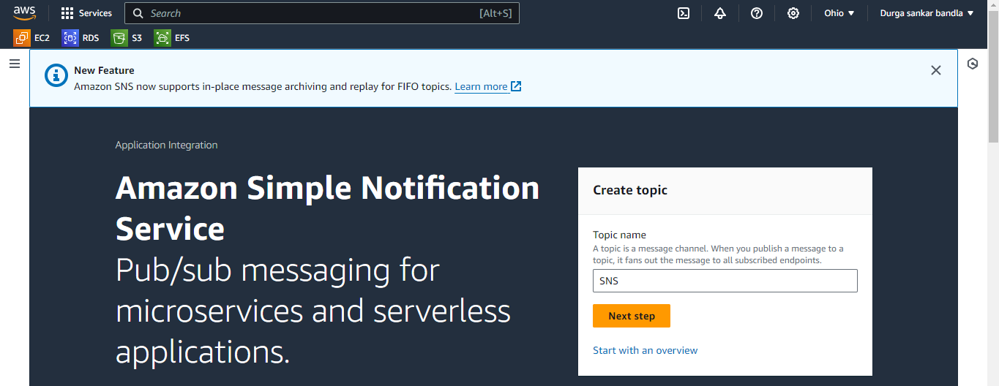 aws Services Search [Alt+S] Ohio Durga sankar bandla
EC2 RDS S3 EFS
New Feature
Amazon SNS now supports in-place message archiving and replay for FIFO topics. Learn more
Application Integration
Amazon Simple Notification
Service
Pub/sub messaging for
microservices and serverless
applications.
Create topic
Topic name
A topic is a message channel. When you publish a message to a
topic, it fans out the message to all subscribed endpoints.
SNS
Next step
Start with an overview